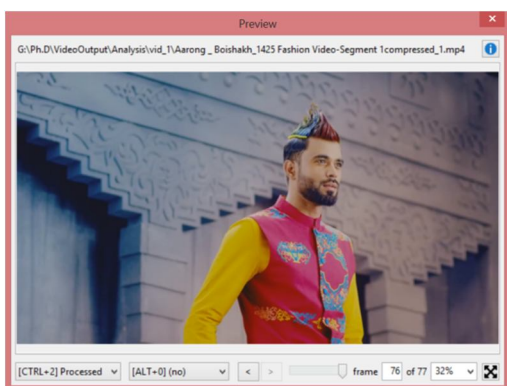 Preview
G:\Ph.D\VideoOutput\Analysis\vid_1\Aarong _ Boishakh_1425 Fashion Video-Segment 1compressed_1.mp4
[CTRL+2] Processed [ALT+0] (no) < > frame 76 of 77 32%